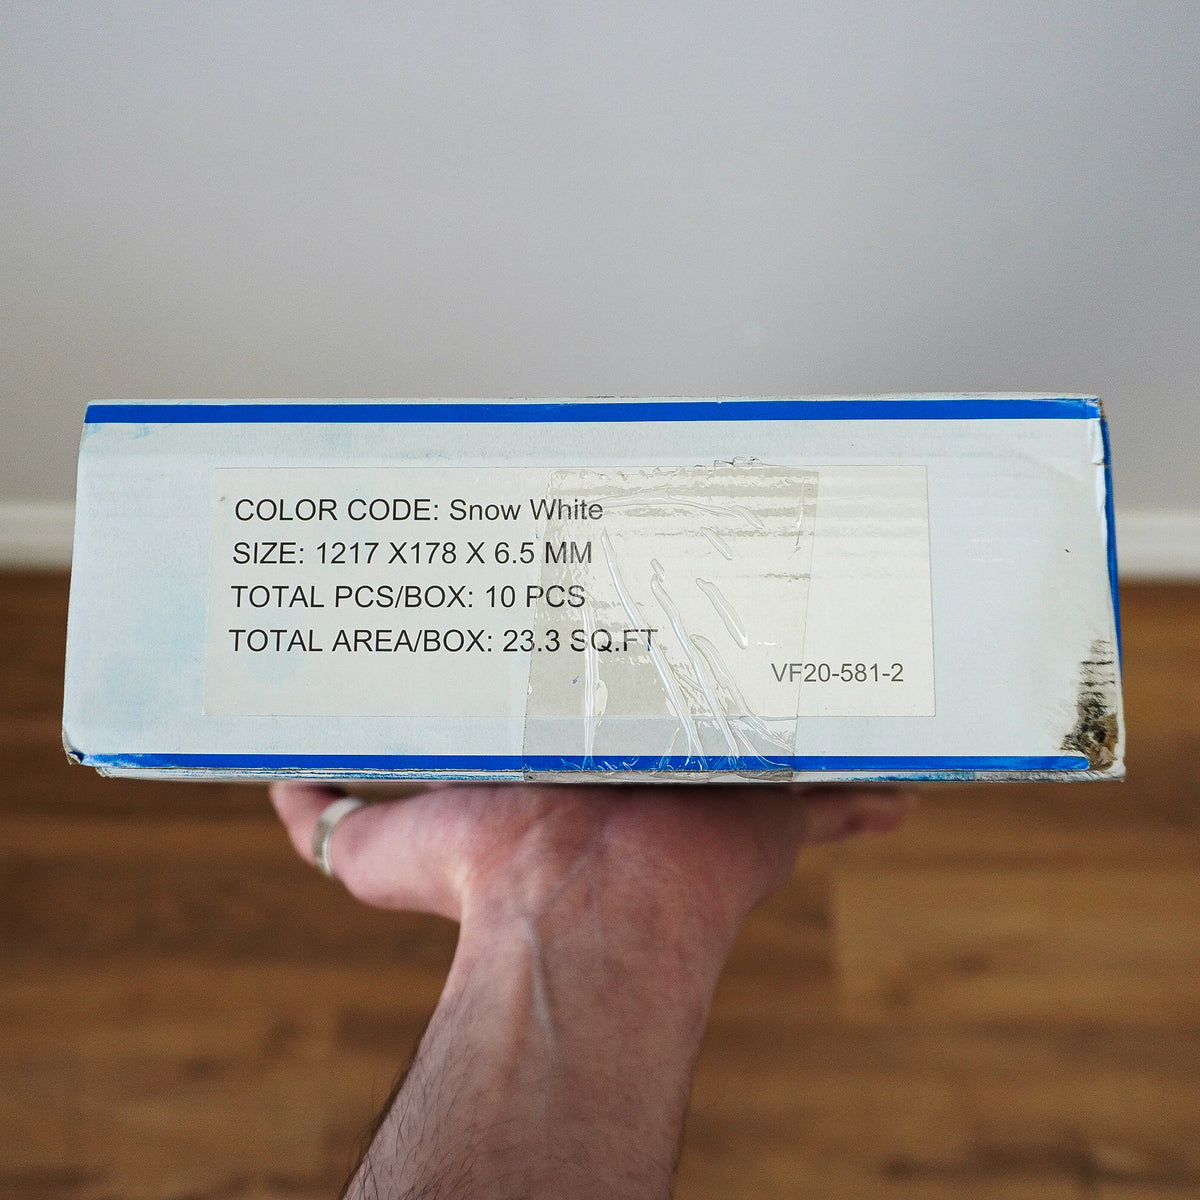 COLOR CODE: Snow White
SIZE: 1217 X178 X 6.5 MM
TOTAL PCS/BOX: 10 PCS
TOTAL AREA/BOX: 23.3 SQ.FT
VF20-581-2